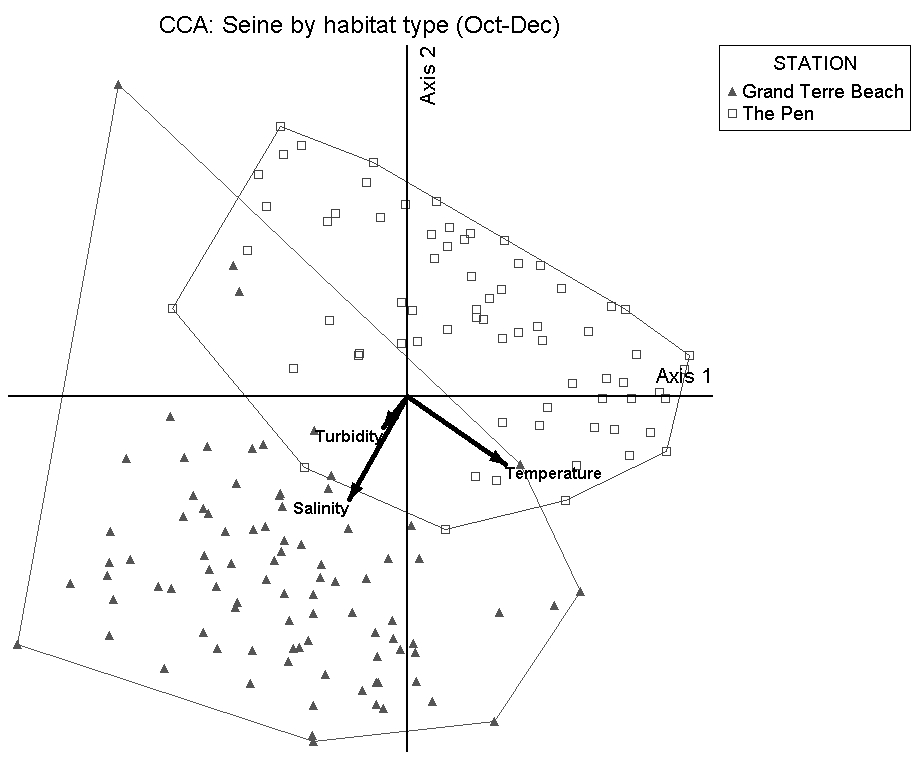 CCA: Seine by habitat type (Oct-Dec)
Axis 2
STATION
Grand Terre Beach
The Pen
Axis 1
Turbidity
Temperature
Salinity